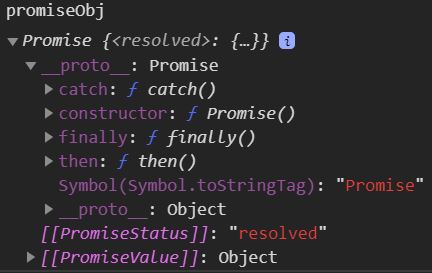 promiseObj
▼ Promise {<resolved>: {…}} i
▼ __proto__: Promise
▶ catch: ƒ catch()
▶ constructor: ƒ Promise()
▶ finally: ƒ finally()
▶ then: ƒ then()
Symbol(Symbol.toStringTag): "Promise"
▶ __proto__: Object
[[PromiseStatus]]: "resolved"
▶ [[PromiseValue]]: Object